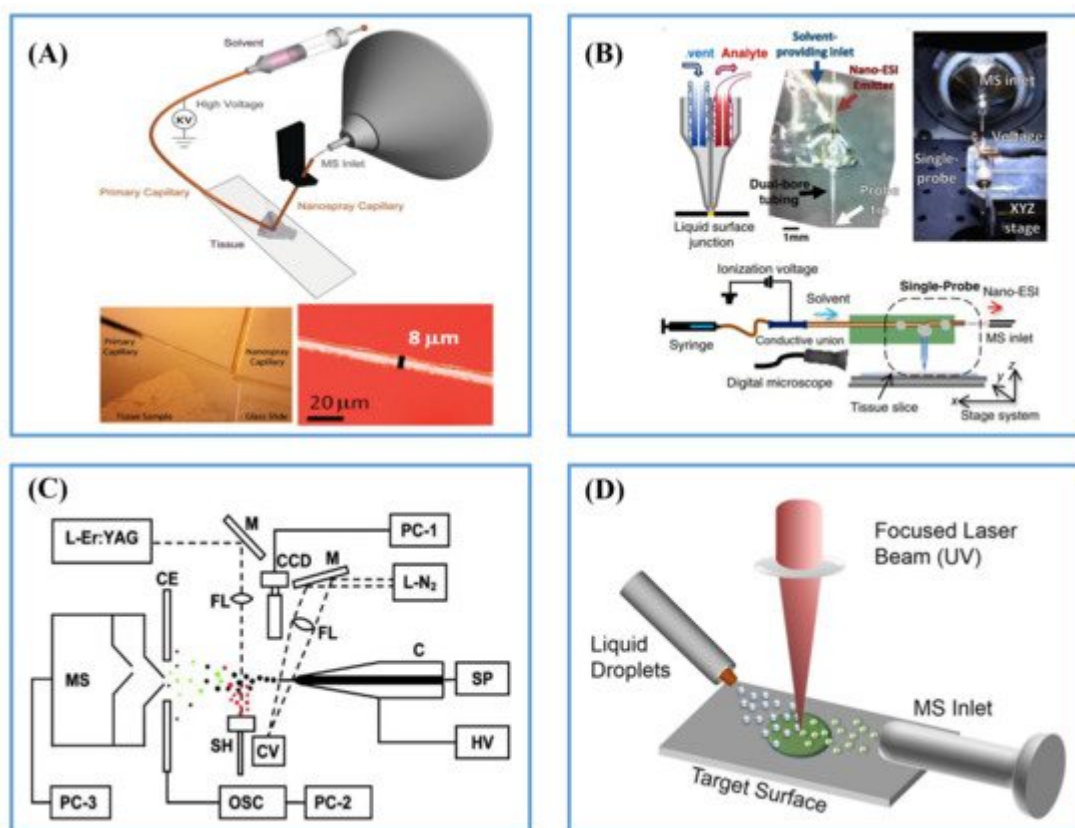 (A)
Solvent
High Voltage
KV
MS Inlet
Primary Capillary
Nanospray Capillary
Tissue
Primary
Capillary
Nanospray
Capillary
Tissue Sample
Glass Slide
8 μm
20 μm
(B)
.vent
Analyte
Solvent-
providing inlet
Nano-ESI
Emitter
Dual-bore
tubing
Probe
Liquid surface
junction
1mm
MS inlet
Voltage
Single-
probe
XYZ
stage
Ionization voltage
Solvent
Single-Probe
Nano-ESI
Syringe
Conductive union
MS inlet
Digital microscope
Tissue slice
x
y
z
Stage system
(C)
L-Er:YAG
M
PC-1
CCD
M
L-N₂
CE
FL
FL
C
MS
SP
SH
CV
HV
PC-3
OSC
PC-2
(D)
Focused Laser
Beam (UV)
Liquid
Droplets
MS Inlet
Target Surface